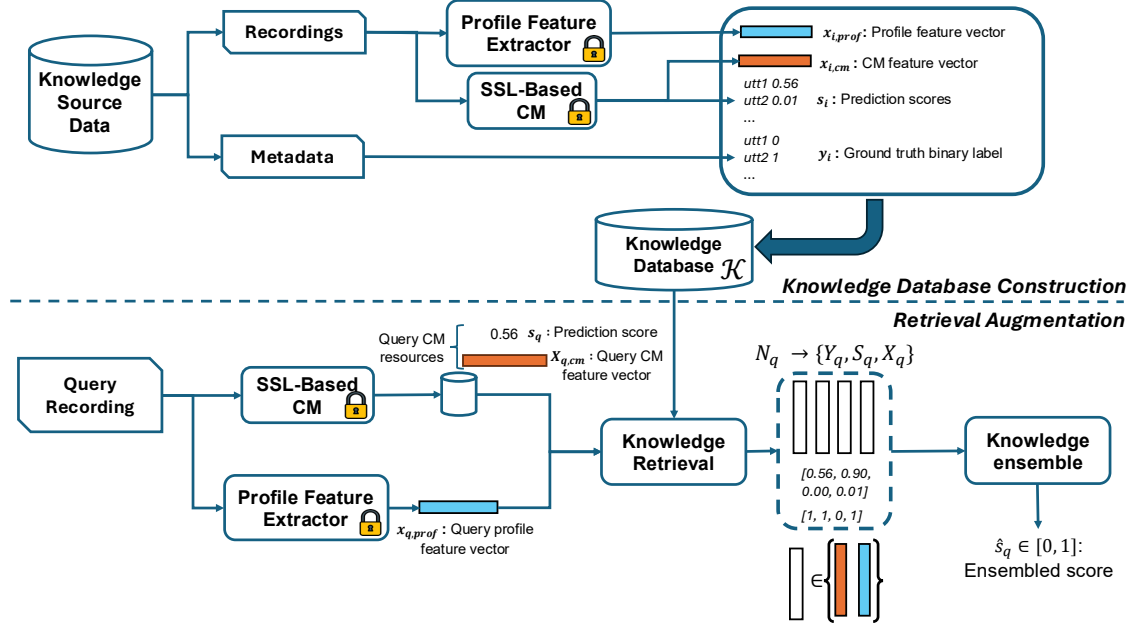 Knowledge
Source
Data
Recordings
Metadata
Profile Feature
Extractor
SSL-Based
CM
x_{i,prof} : Profile feature vector
x_{i,cm} : CM feature vector
utt1 0.56
utt2 0.01
...
s_i : Prediction scores
utt1 0
utt2 1
...
y_i : Ground truth binary label
Knowledge
Database 𝒦
Knowledge Database Construction
Retrieval Augmentation
Query CM
resources
0.56 s_q : Prediction score
X_{q,cm} : Query CM
feature vector
Query
Recording
SSL-Based
CM
Profile Feature
Extractor
x_{q,prof} : Query profile
feature vector
Knowledge
Retrieval
N_q → {Y_q, S_q, X_q}
[0.56, 0.90,
0.00, 0.01]
[1, 1, 0, 1]
∈ { }
Knowledge
ensemble
ŝ_q ∈ [0, 1]:
Ensembled score